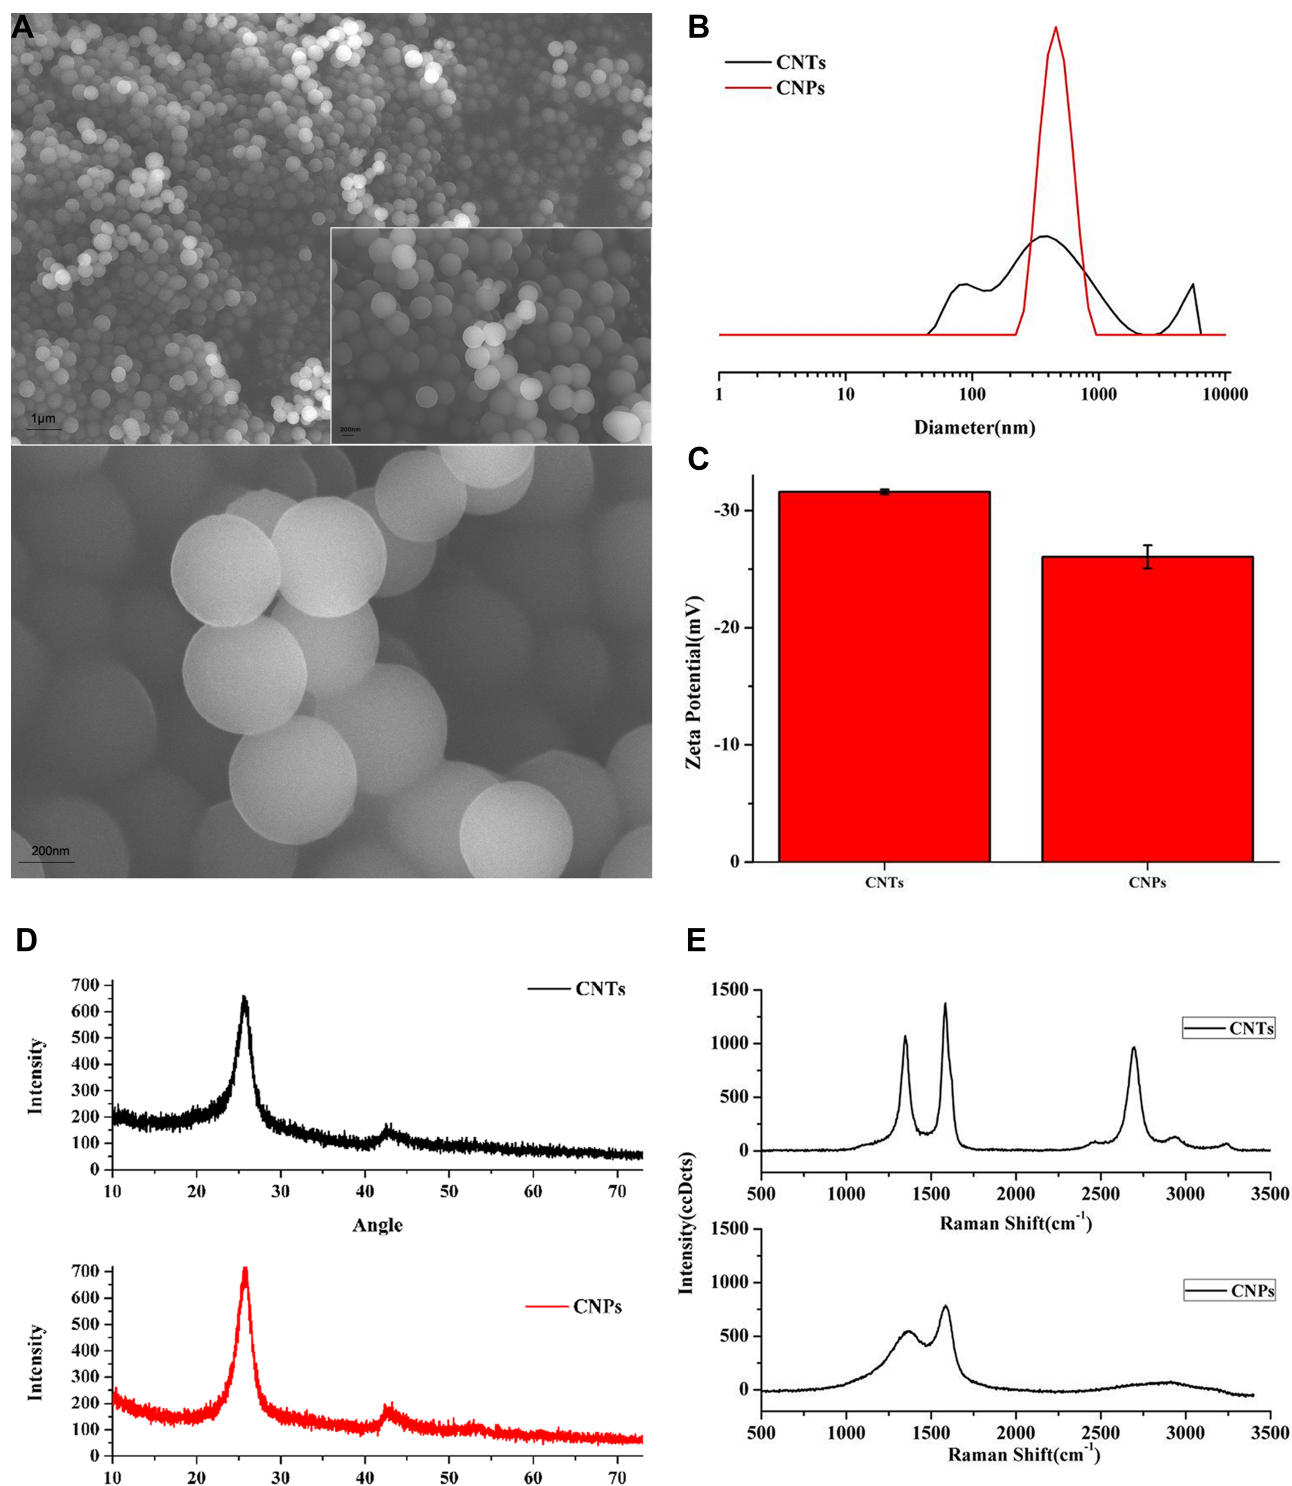 A
1µm
200nm
200nm
B
CNTs
CNPs
1 10 100 1000 10000
Diameter(nm)
C
Zeta Potential(mV)
-30
-20
-10
0
CNTs CNPs
D
Intensity
700
600
500
400
300
200
100
0
CNTs
10 20 30 40 50 60 70
Angle
Intensity
700
600
500
400
300
200
100
0
CNPs
10 20 30 40 50 60 70
E
Intensity(ccDcts)
1500
1000
500
0
CNTs
500 1000 1500 2000 2500 3000 3500
Raman Shift(cm⁻¹)
1500
1000
500
0
CNPs
500 1000 1500 2000 2500 3000 3500
Raman Shift(cm⁻¹)